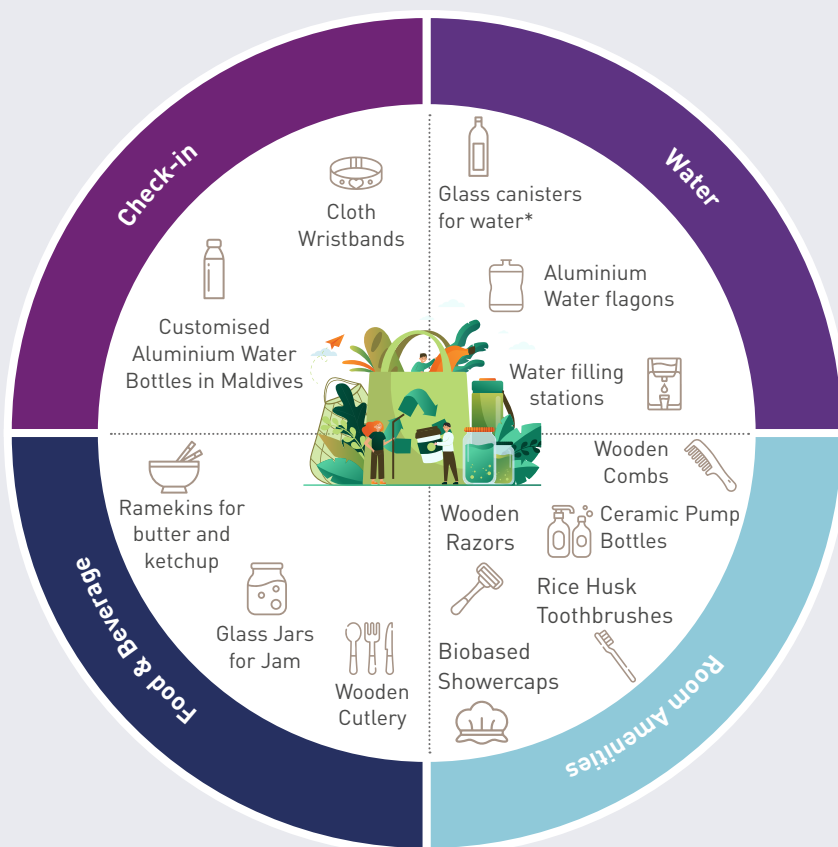 Check-in
Cloth
Wristbands
Customised
Aluminium Water
Bottles in Maldives
Water
Glass canisters
for water*
Aluminium
Water flagons
Water filling
stations
Food & Beverage
Ramekins for
butter and
ketchup
Glass Jars
for Jam
Wooden
Cutlery
Room Amenities
Wooden
Combs
Ceramic Pump
Bottles
Wooden
Razors
Rice Husk
Toothbrushes
Biobased
Showercaps